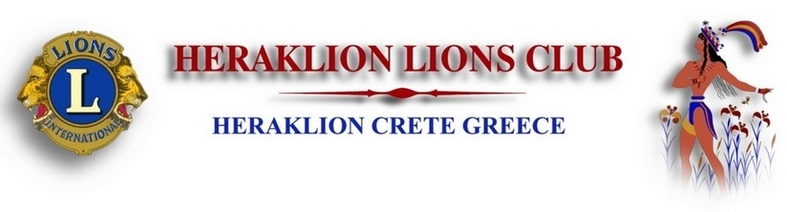 LIONS
L
INTERNATIONAL
HERAKLION LIONS CLUB
HERAKLION CRETE GREECE